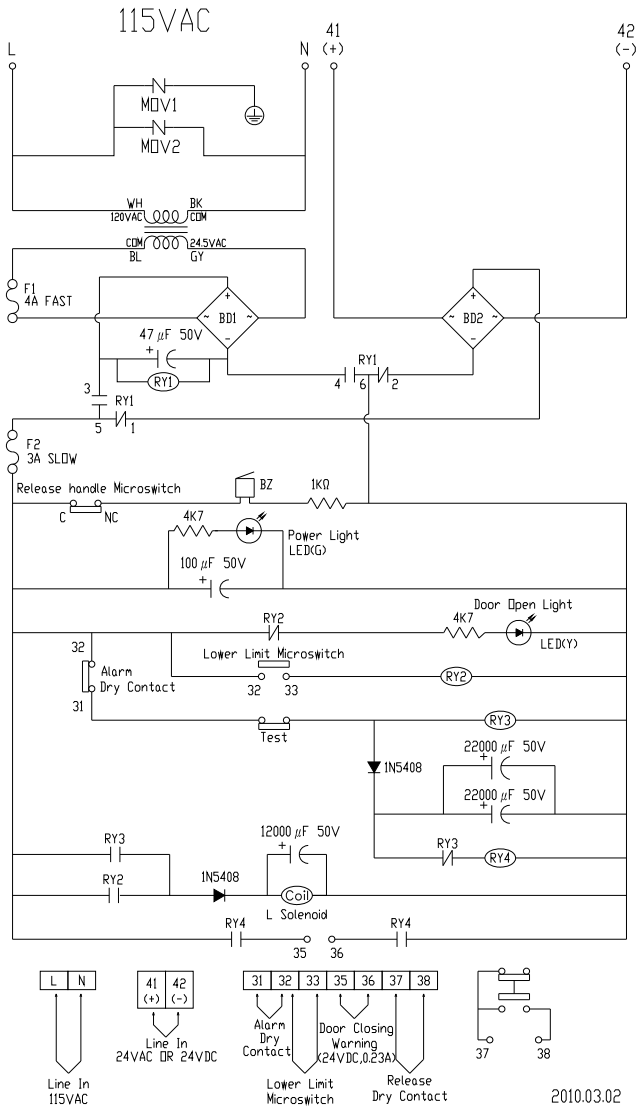 115VAC
41
(+)
42
(-)
L
N
MOV1
MOV2
WH
BK
120VAC
COM
COM
24.5VAC
BL
GY
F1
4A FAST
~
+
BD1
-
~
~
+
BD2
-
~
47 µF 50V
+
RY1
RY1
4
6
2
3
RY1
5
1
F2
3A SLOW
Release handle Microswitch
C
NC
BZ
1KΩ
4K7
Power Light
LED(G)
100 µF 50V
+
Door Open Light
RY2
4K7
LED(Y)
32
Lower Limit Microswitch
Alarm
Dry Contact
32
33
RY2
31
Test
RY3
22000 µF 50V
+
1N5408
22000 µF 50V
+
12000 µF 50V
+
RY3
RY3
RY4
RY2
1N5408
Coil
L Solenoid
RY4
35
36
RY4
L
N
41
(+)
42
(-)
31
32
33
35
36
37
38
Line In
115VAC
Line In
24VAC OR 24VDC
Alarm
Dry
Contact
Door Closing
Warning
(24VDC,0.23A)
Lower Limit
Microswitch
Release
Dry Contact
37
38
2010.03.02